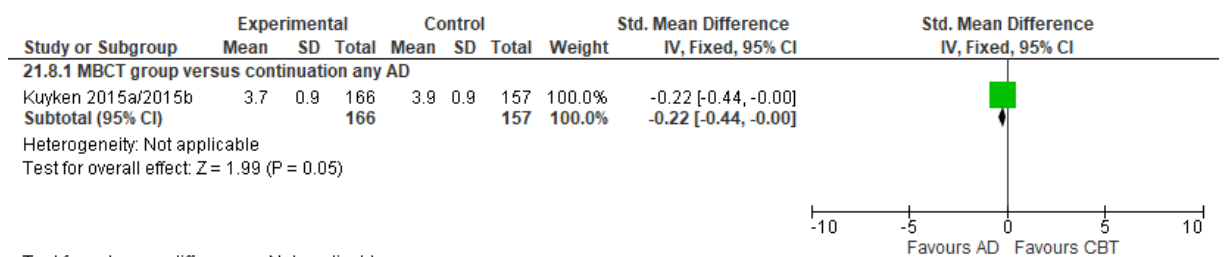 Experimental Control Std. Mean Difference Std. Mean Difference
Study or Subgroup Mean SD Total Mean SD Total Weight IV, Fixed, 95% CI IV, Fixed, 95% CI
21.8.1 MBCT group versus continuation any AD
Kuyken 2015a/2015b 3.7 0.9 166 3.9 0.9 157 100.0% -0.22 [-0.44, -0.00]
Subtotal (95% CI) 166 157 100.0% -0.22 [-0.44, -0.00]
Heterogeneity: Not applicable
Test for overall effect: Z = 1.99 (P = 0.05)
-10 -5 0 5 10
Favours AD Favours CBT